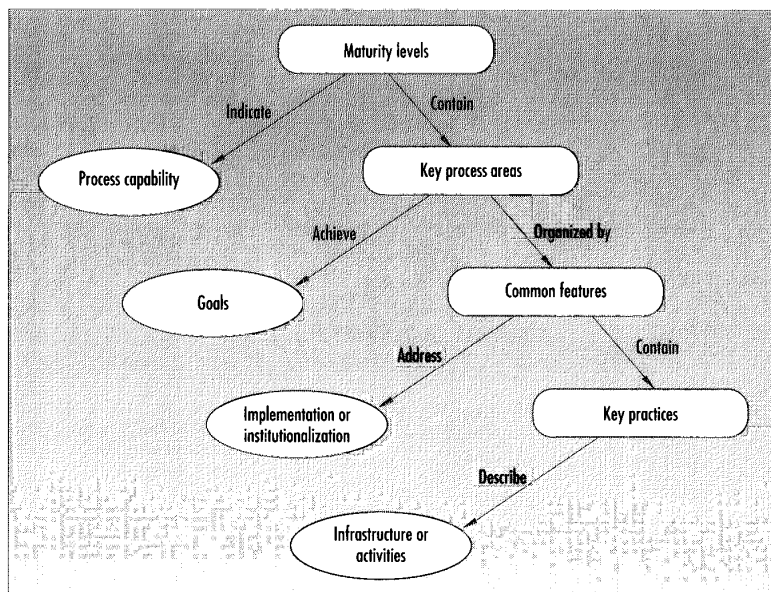 Maturity levels
Indicate
Contain
Process capability
Key process areas
Achieve
Organized by
Goals
Common features
Address
Contain
Implementation or
institutionalization
Key practices
Describe
Infrastructure or
activities